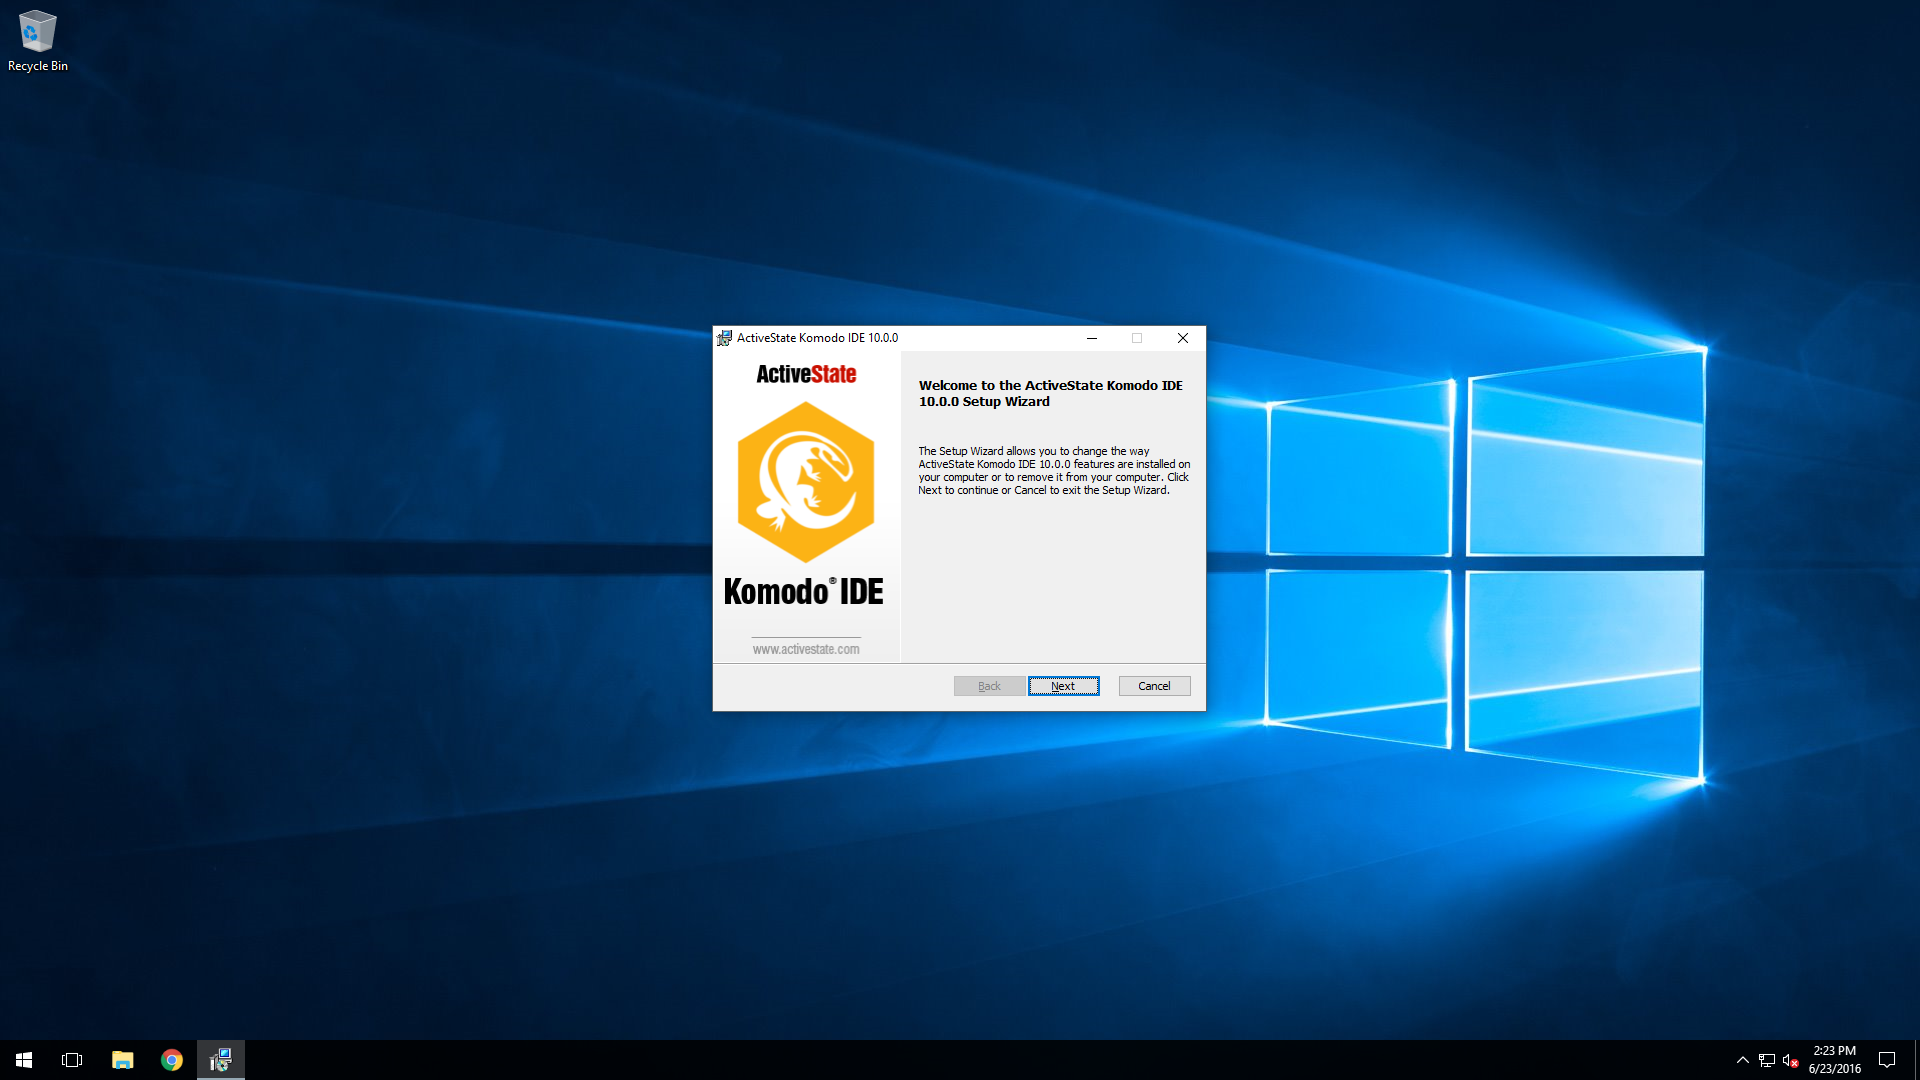 Recycle Bin
ActiveState Komodo IDE 10.0.0
ActiveState
Komodo® IDE
www.activestate.com
Welcome to the ActiveState Komodo IDE
10.0.0 Setup Wizard
The Setup Wizard allows you to change the way
ActiveState Komodo IDE 10.0.0 features are installed on
your computer or to remove it from your computer. Click
Next to continue or Cancel to exit the Setup Wizard.
Back
Next
Cancel
2:23 PM
6/23/2016